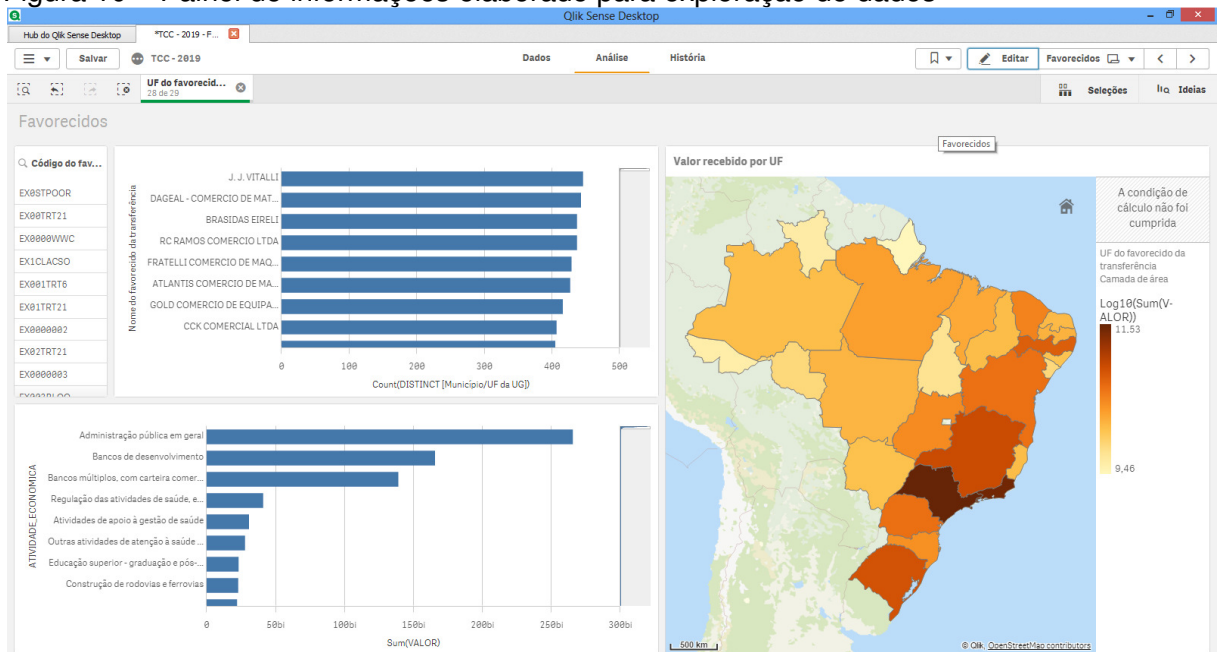 Figura 16 – Painel de informações elaborado para exploração de dados
Qlik Sense Desktop
Hub do Qlik Sense Desktop
*TCC - 2019 - F...
Salvar
TCC - 2019
Dados
Análise
História
Editar
Favorecidos
UF do favorecid...
28 de 29
Seleções
Ideias
Favorecidos
Favorecidos
Código do fav...
EX0STPOOR
EX00TRT21
EX0000WWC
EX1CLACSO
EX001TRT6
EX01TRT21
EX0000002
EX02TRT21
EX0000003
Nome do favorecido da transferência
J. J. VITALLI
DAGEAL - COMERCIO DE MAT...
BRASIDAS EIRELI
RC RAMOS COMERCIO LTDA
FRATELLI COMERCIO DE MAQ...
ATLANTIS COMERCIO DE MA...
GOLD COMERCIO DE EQUIPA...
CCK COMERCIAL LTDA
0 100 200 300 400 500
Count(DISTINCT [Município/UF da UG])
ATIVIDADE_ECONOMICA
Administração pública em geral
Bancos de desenvolvimento
Bancos múltiplos, com carteira comer...
Regulação das atividades de saúde, e...
Atividades de apoio à gestão de saúde
Outras atividades de atenção à saúde ...
Educação superior - graduação e pós-...
Construção de rodovias e ferrovias
0 50bi 100bi 150bi 200bi 250bi 300bi
Sum(VALOR)
Valor recebido por UF
A condição de
cálculo não foi
cumprida
UF do favorecido da
transferência
Camada de área
Log10(Sum(V-
ALOR))
11,53
9,46
500 km
© Qlik, OpenStreetMap contributors